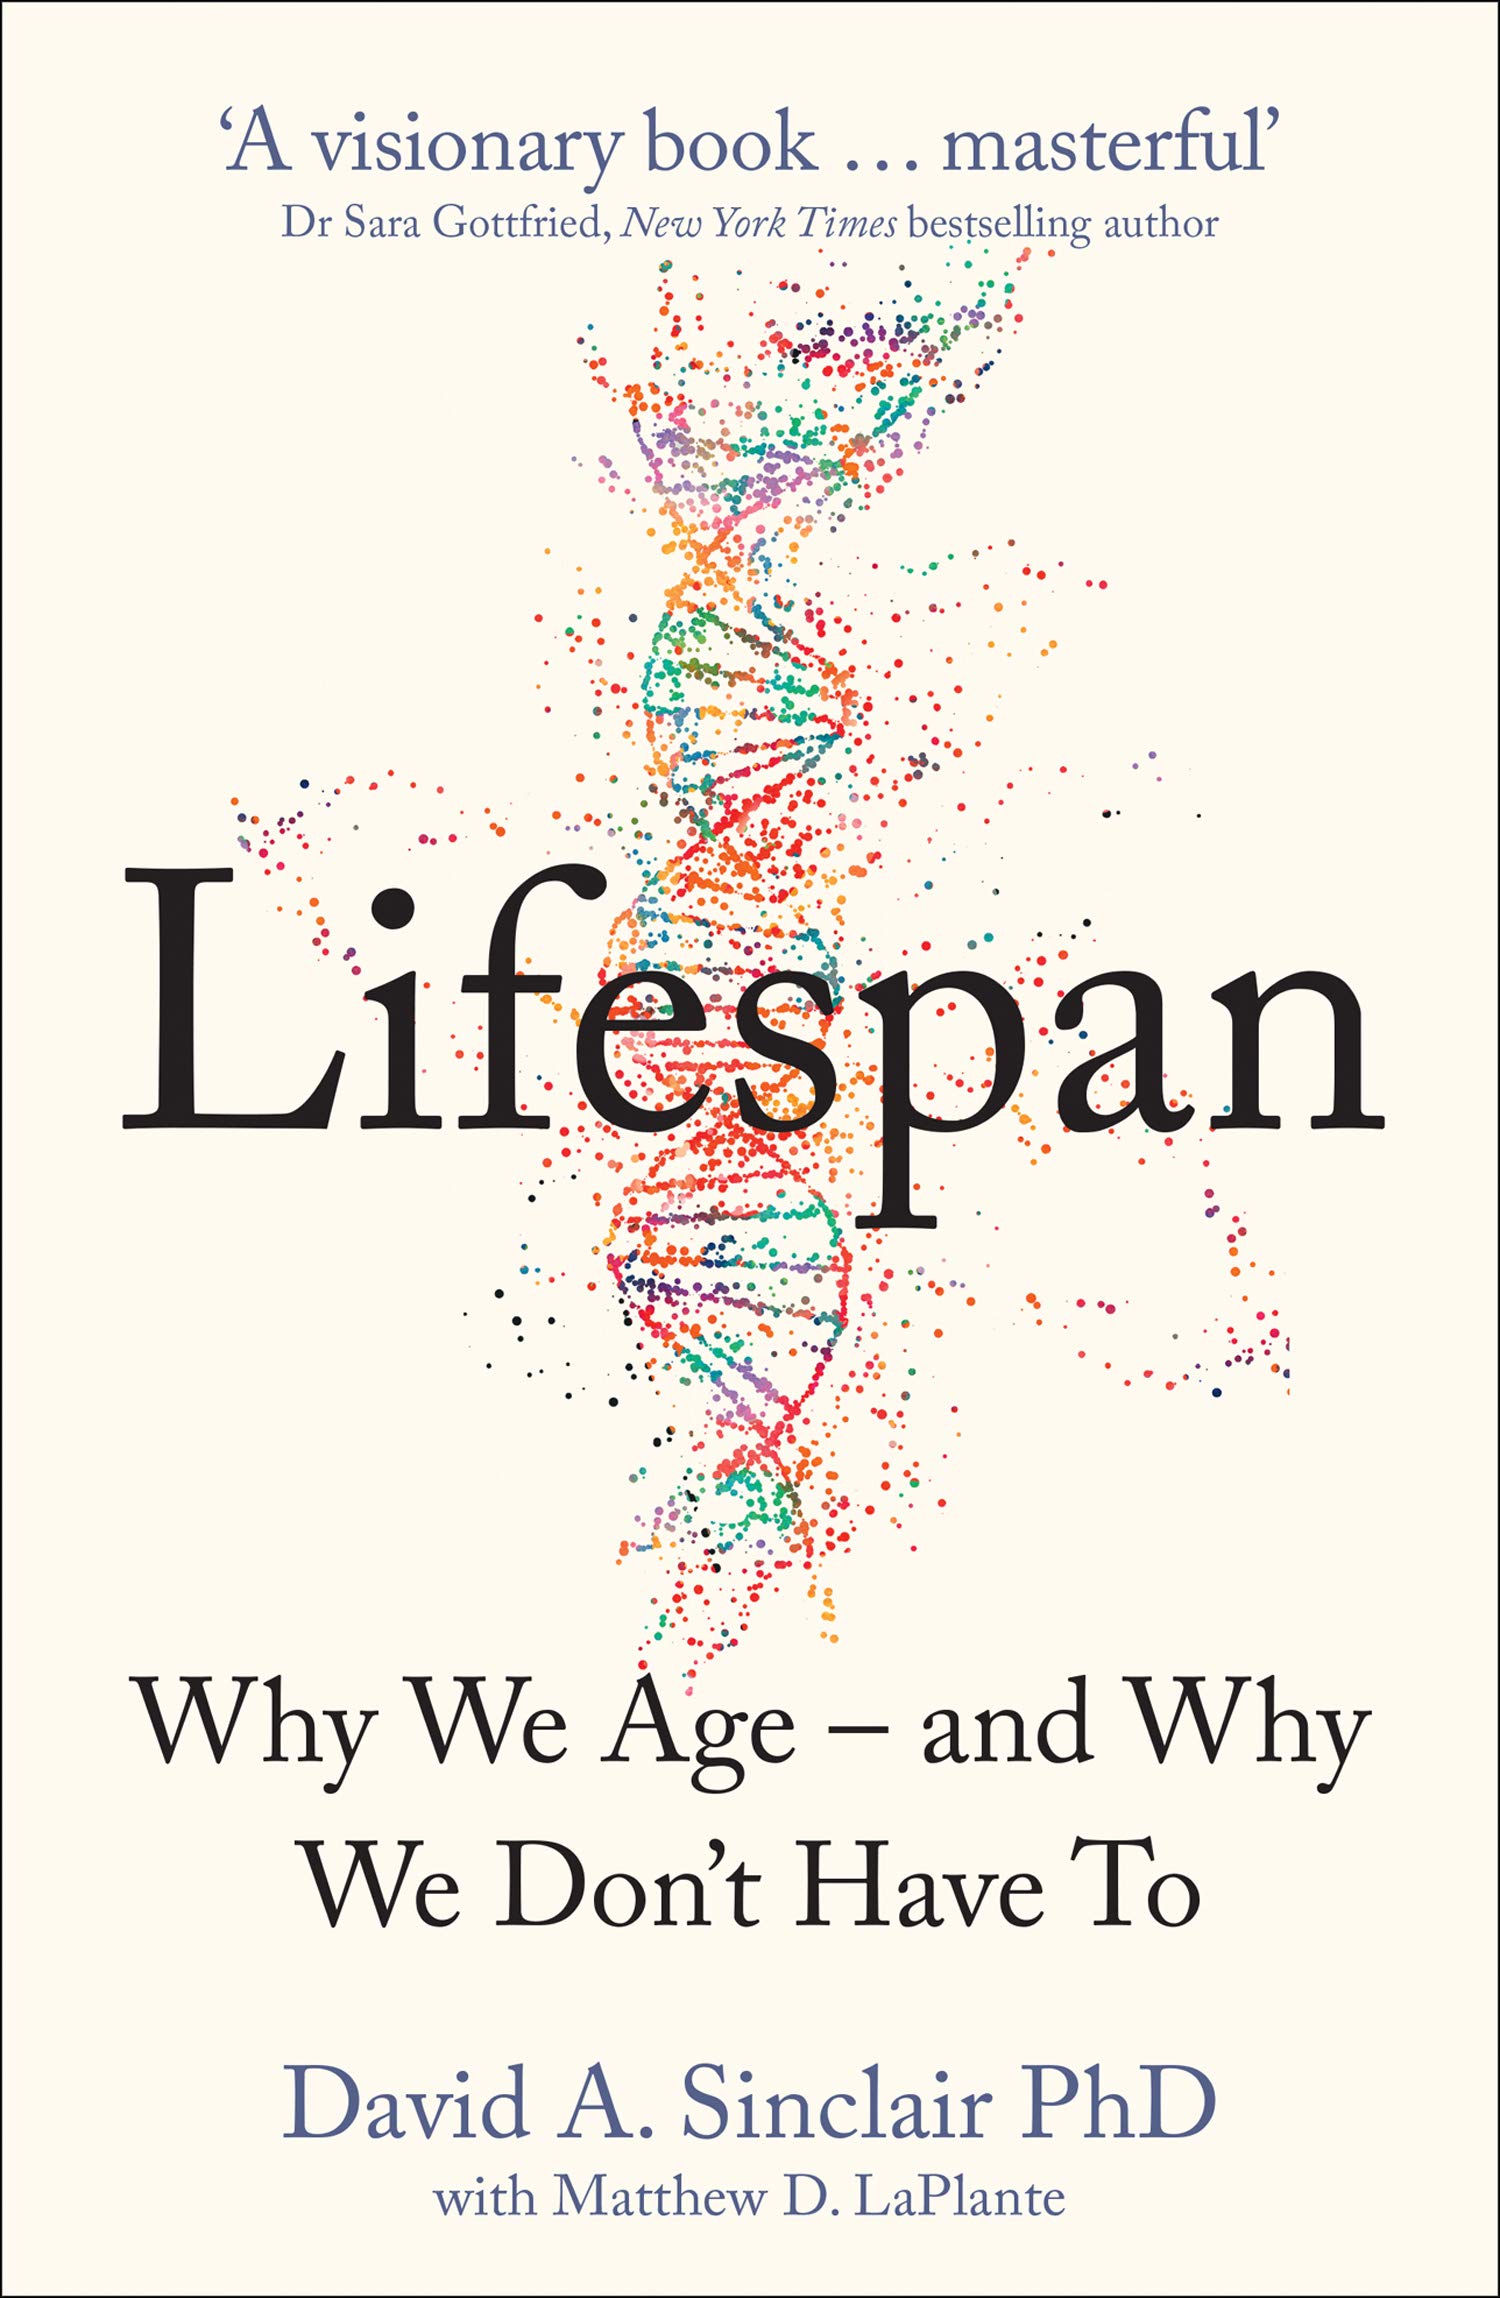 ‘A visionary book … masterful’
Dr Sara Gottfried, New York Times bestselling author
Lifespan
Why We Age – and Why
We Don’t Have To
David A. Sinclair PhD
with Matthew D. LaPlante